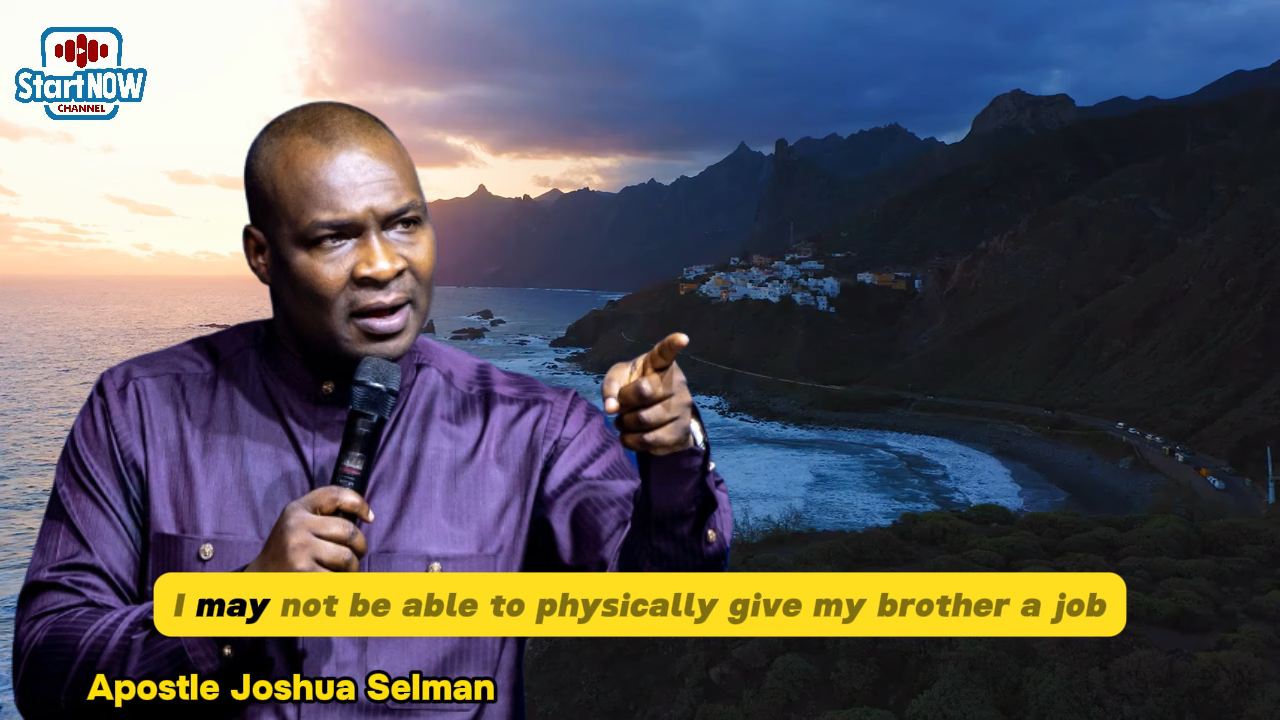 StartNOW
CHANNEL
I may not be able to physically give my brother a job
Apostle Joshua Selman